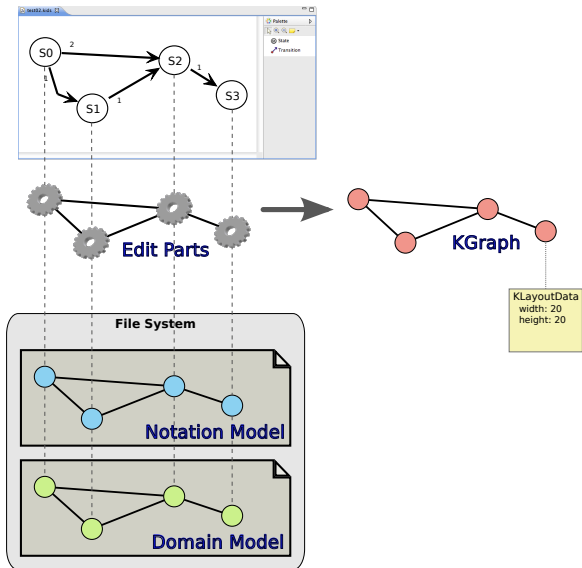 test02.kids
Palette
State
Transition
S0
2
S2
1
1
S1
1
S3
Edit Parts
KGraph
KLayoutData
width: 20
height: 20
File System
Notation Model
Domain Model